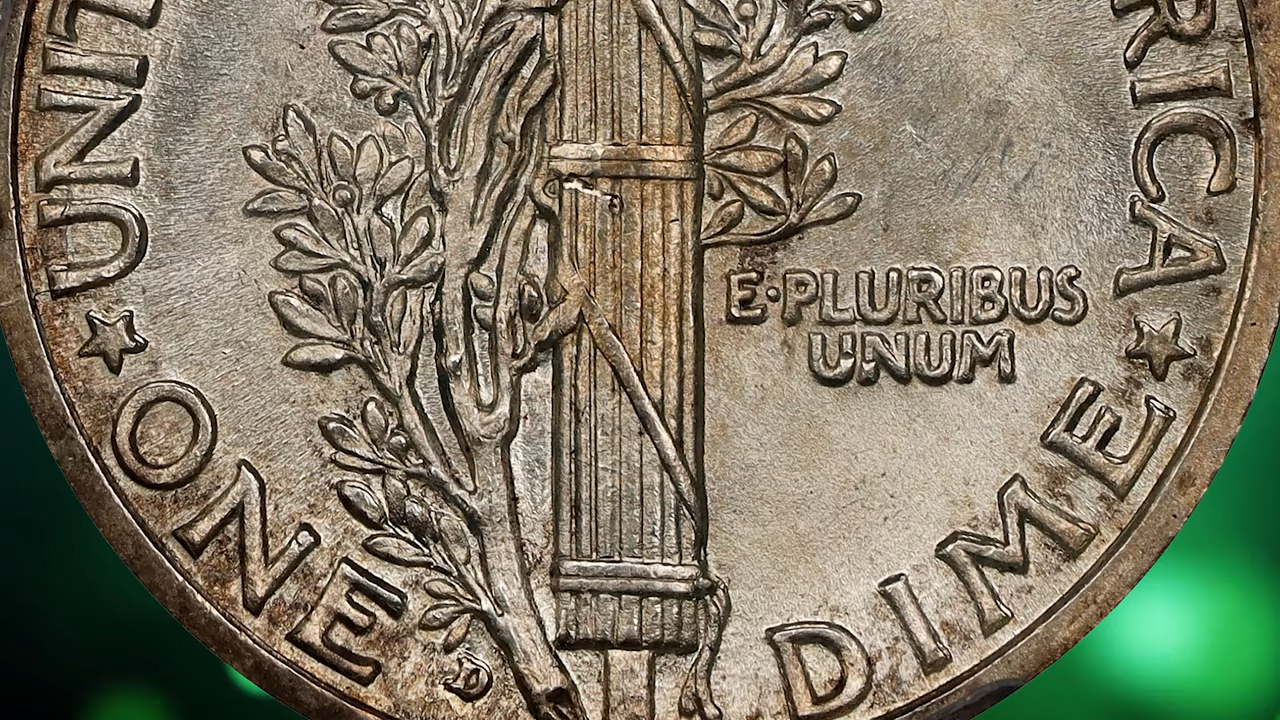 UNIT
RICA
E·PLURIBUS
UNUM
★ ONE DIME ★
D